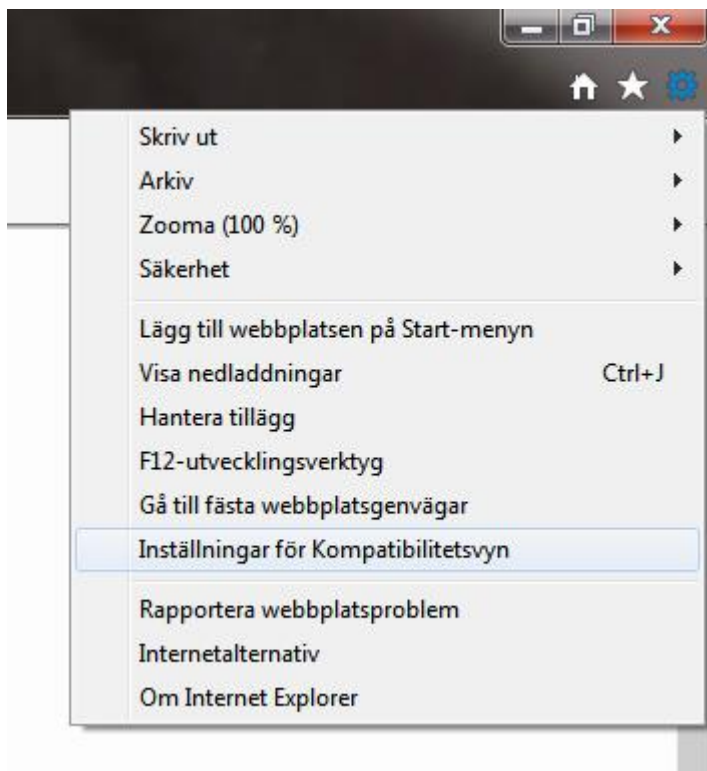 Skriv ut
Arkiv
Zooma (100 %)
Säkerhet
Lägg till webbplatsen på Start-menyn
Visa nedladdningar Ctrl+J
Hantera tillägg
F12-utvecklingsverktyg
Gå till fästa webbplatsgenvägar
Inställningar för Kompatibilitetsvyn
Rapportera webbplatsproblem
Internetalternativ
Om Internet Explorer